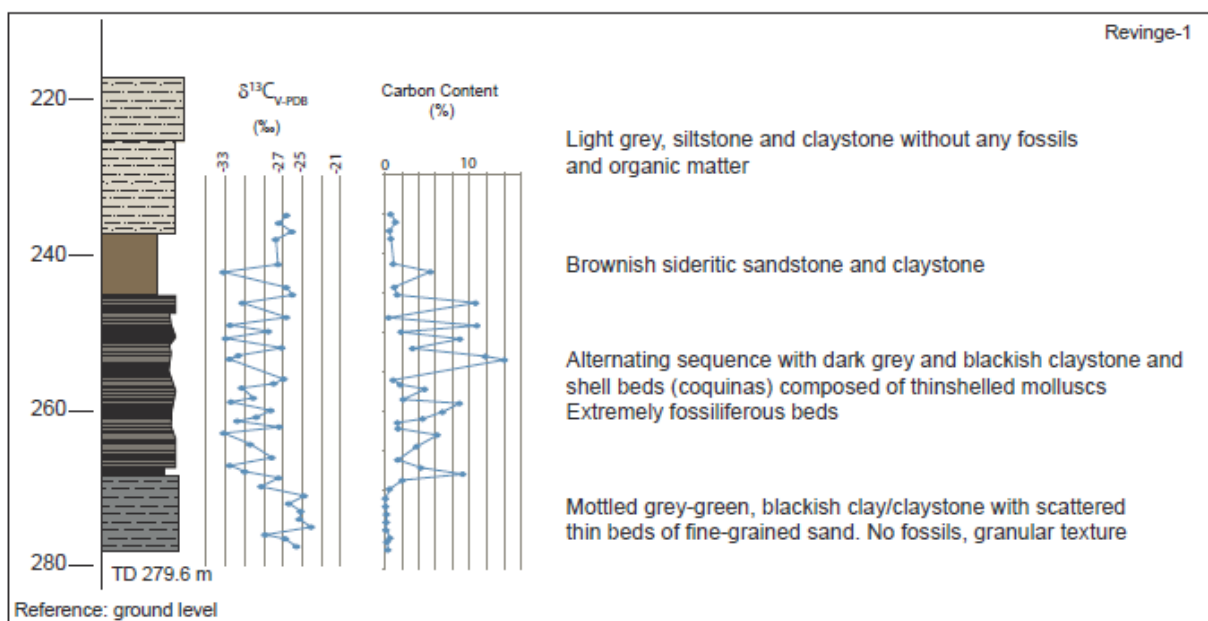 Revinge-1
220
240
260
280
TD 279.6 m
Reference: ground level
δ¹³C V-PDB
(‰)
-33
-27
-25
-21
Carbon Content
(%)
0
10
Light grey, siltstone and claystone without any fossils
and organic matter
Brownish sideritic sandstone and claystone
Alternating sequence with dark grey and blackish claystone and
shell beds (coquinas) composed of thinshelled molluscs
Extremely fossiliferous beds
Mottled grey-green, blackish clay/claystone with scattered
thin beds of fine-grained sand. No fossils, granular texture